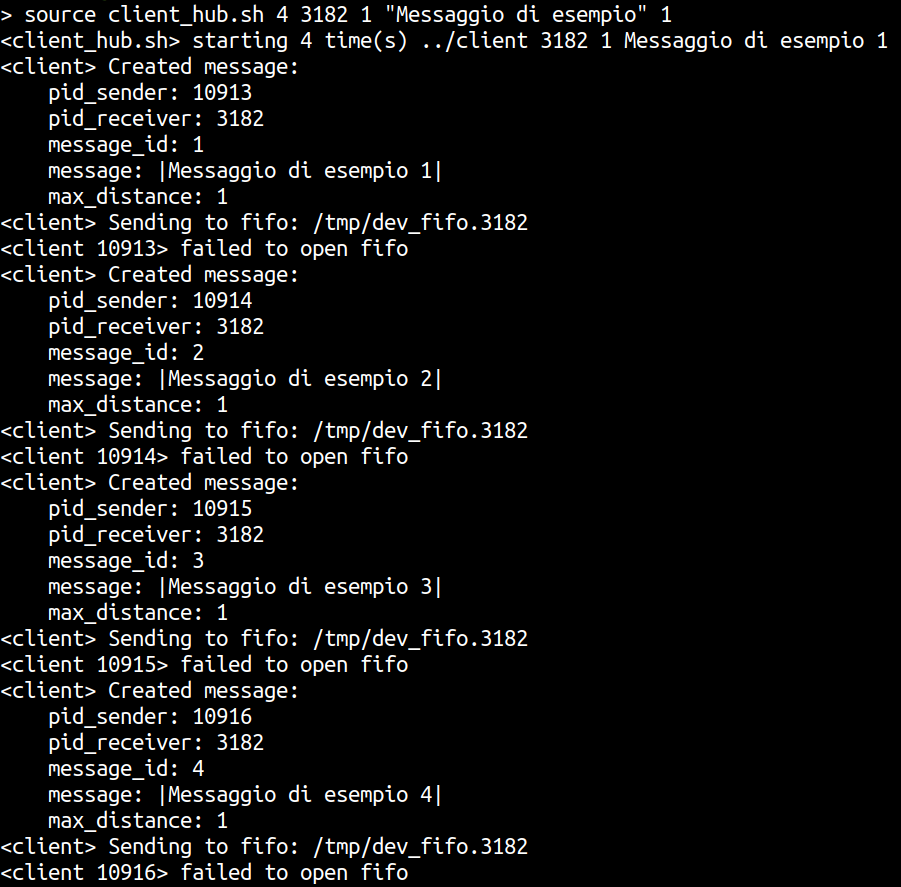 > source client_hub.sh 4 3182 1 "Messaggio di esempio" 1
<client_hub.sh> starting 4 time(s) ../client 3182 1 Messaggio di esempio 1
<client> Created message:
    pid_sender: 10913
    pid_receiver: 3182
    message_id: 1
    message: |Messaggio di esempio 1|
    max_distance: 1
<client> Sending to fifo: /tmp/dev_fifo.3182
<client 10913> failed to open fifo
<client> Created message:
    pid_sender: 10914
    pid_receiver: 3182
    message_id: 2
    message: |Messaggio di esempio 2|
    max_distance: 1
<client> Sending to fifo: /tmp/dev_fifo.3182
<client 10914> failed to open fifo
<client> Created message:
    pid_sender: 10915
    pid_receiver: 3182
    message_id: 3
    message: |Messaggio di esempio 3|
    max_distance: 1
<client> Sending to fifo: /tmp/dev_fifo.3182
<client 10915> failed to open fifo
<client> Created message:
    pid_sender: 10916
    pid_receiver: 3182
    message_id: 4
    message: |Messaggio di esempio 4|
    max_distance: 1
<client> Sending to fifo: /tmp/dev_fifo.3182
<client 10916> failed to open fifo